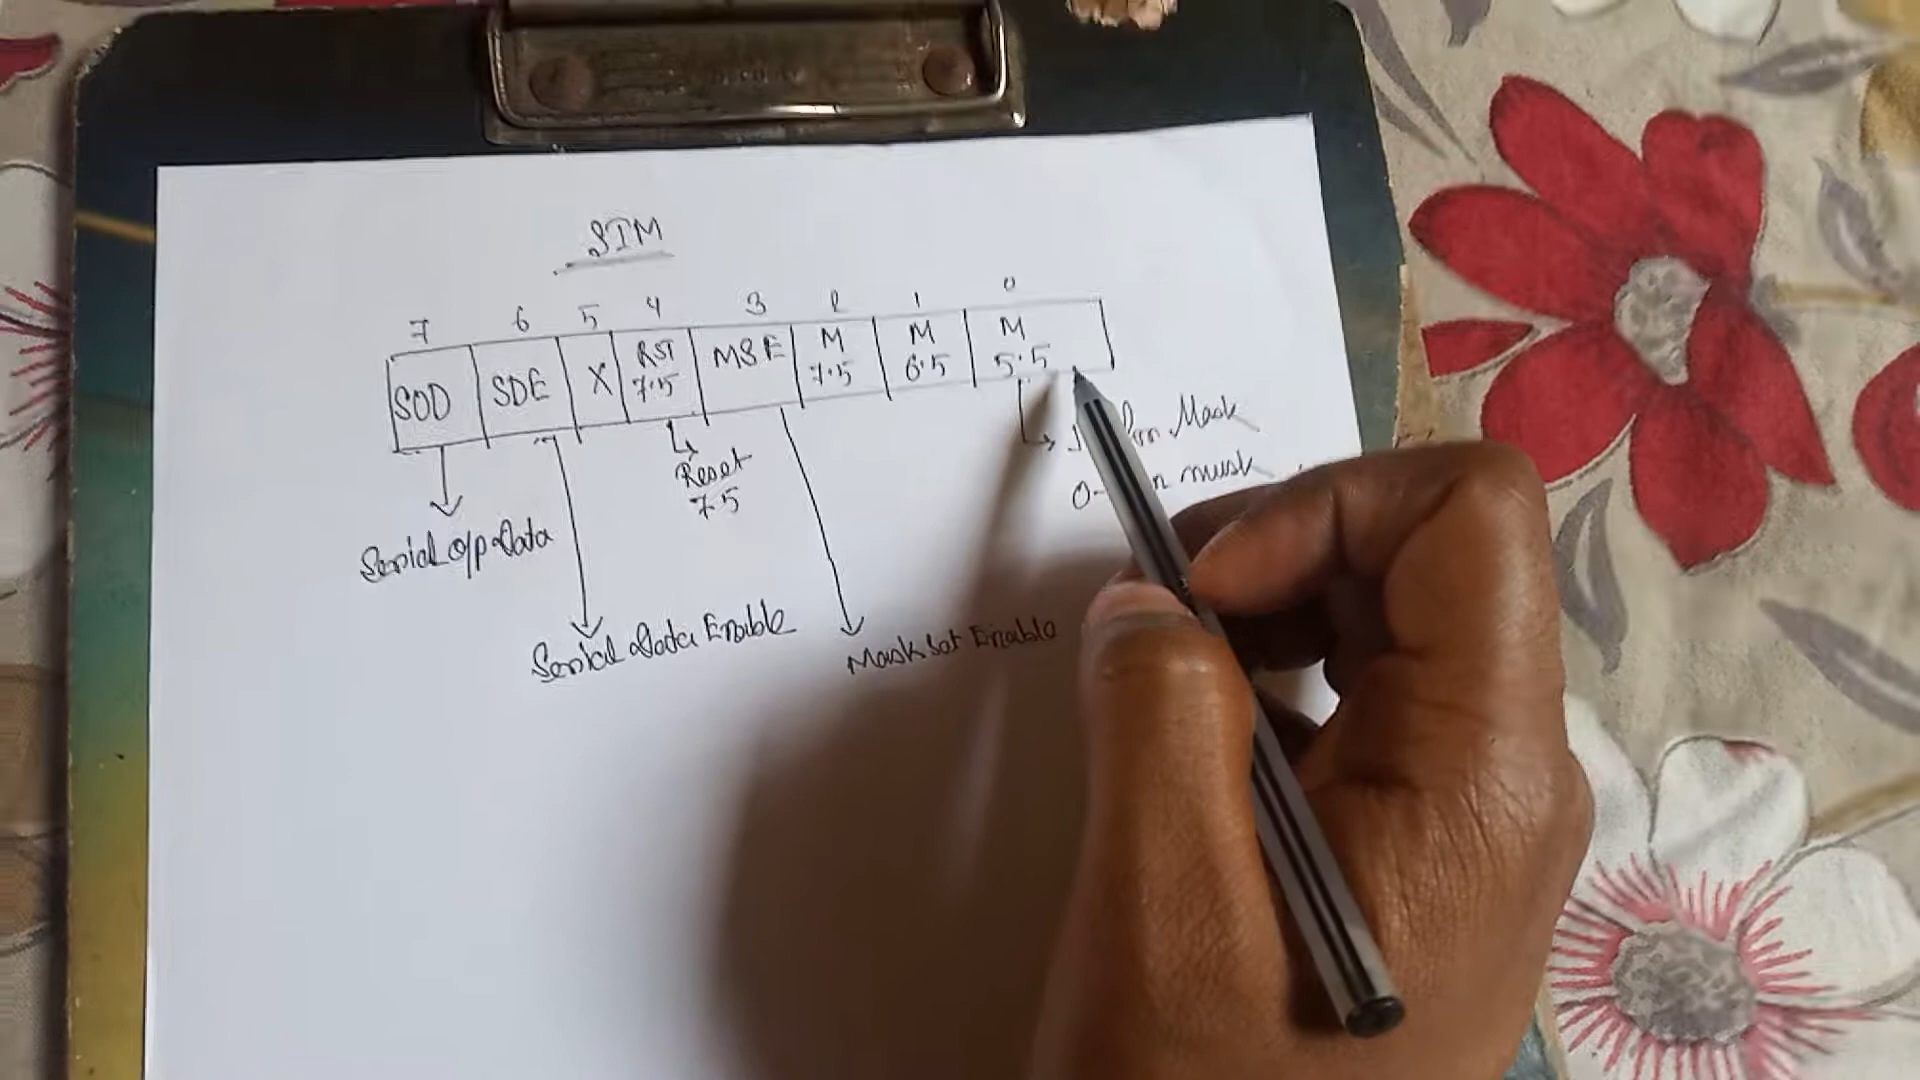 SIM
7 6 5 4 3 2 1 0
SOD SDE X RST 7.5 MSE M 7.5 M 6.5 M 5.5
Mask
0-
Reset
7.5
Serial o/p Data
Serial Data Enable
Mask Set Enable